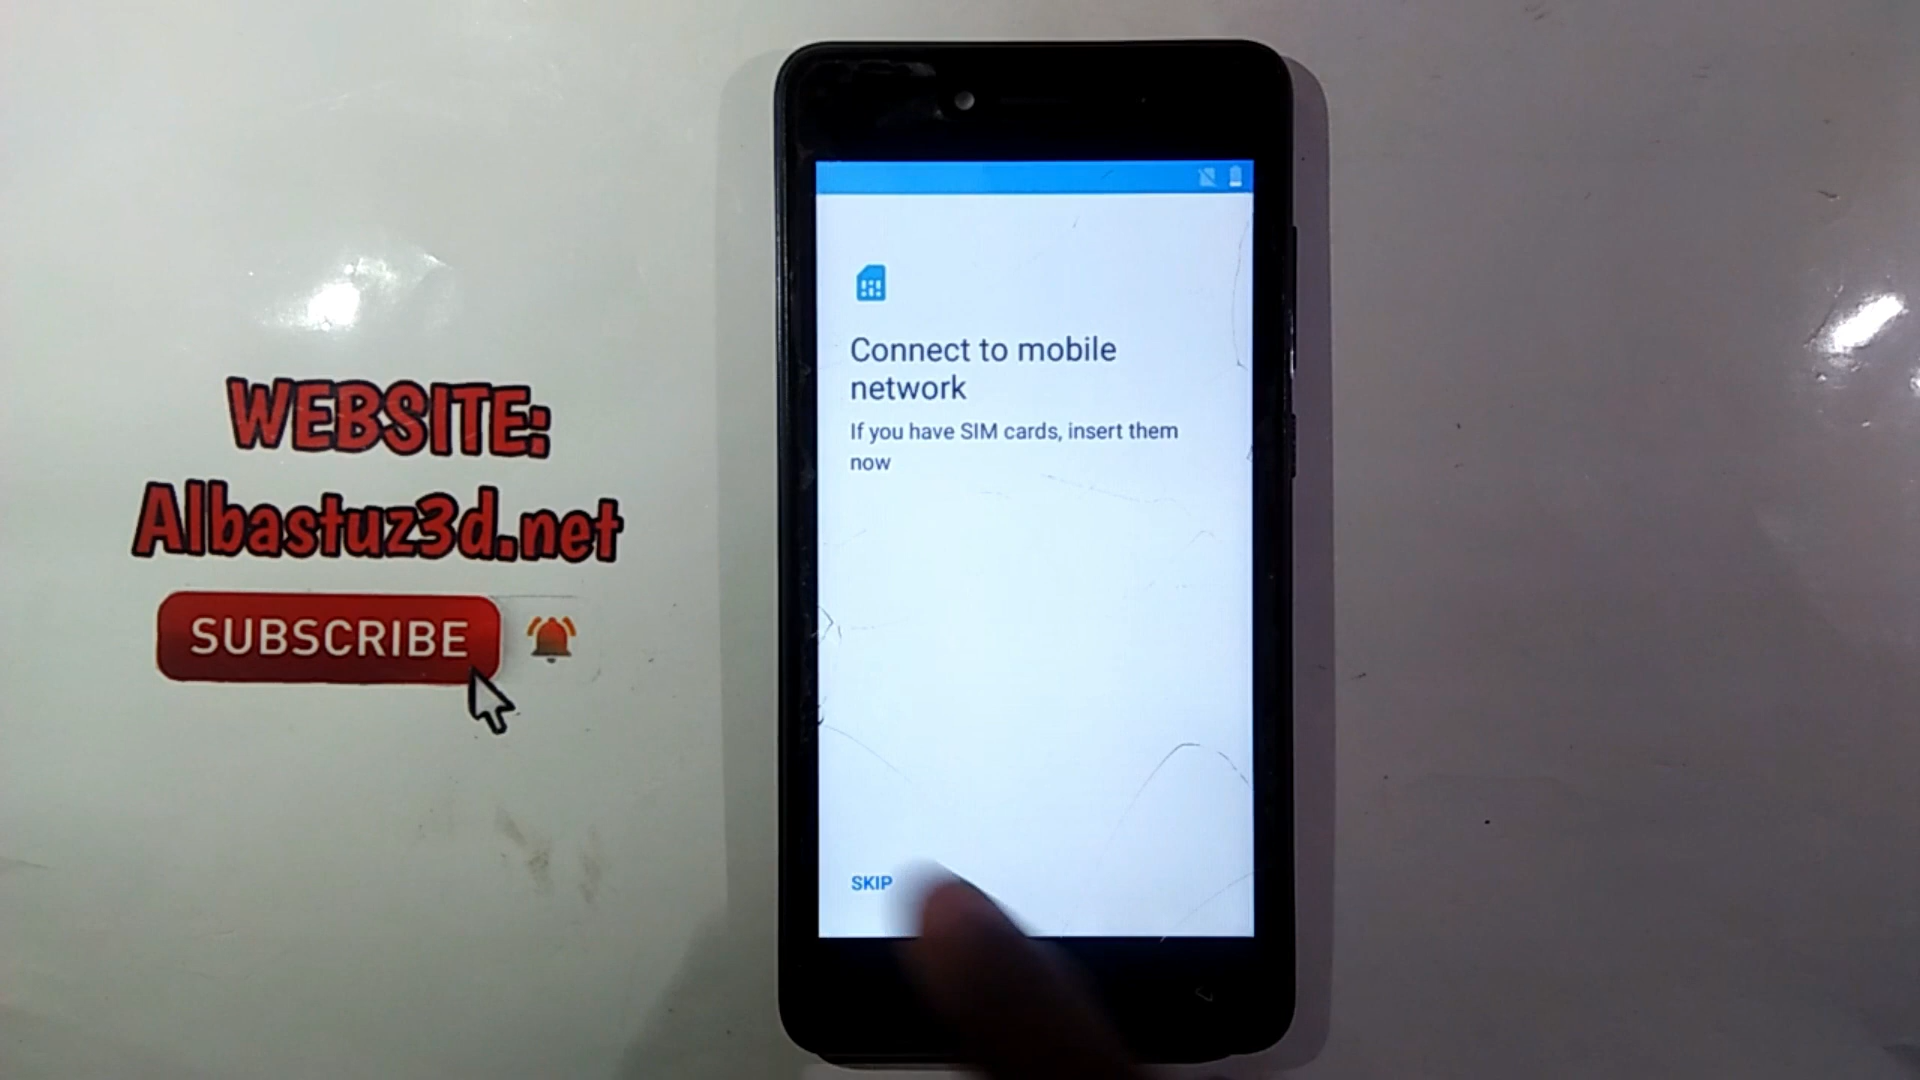 WEBSITE:
Albastuz3d.net
SUBSCRIBE
Connect to mobile
network
If you have SIM cards, insert them
now
SKIP